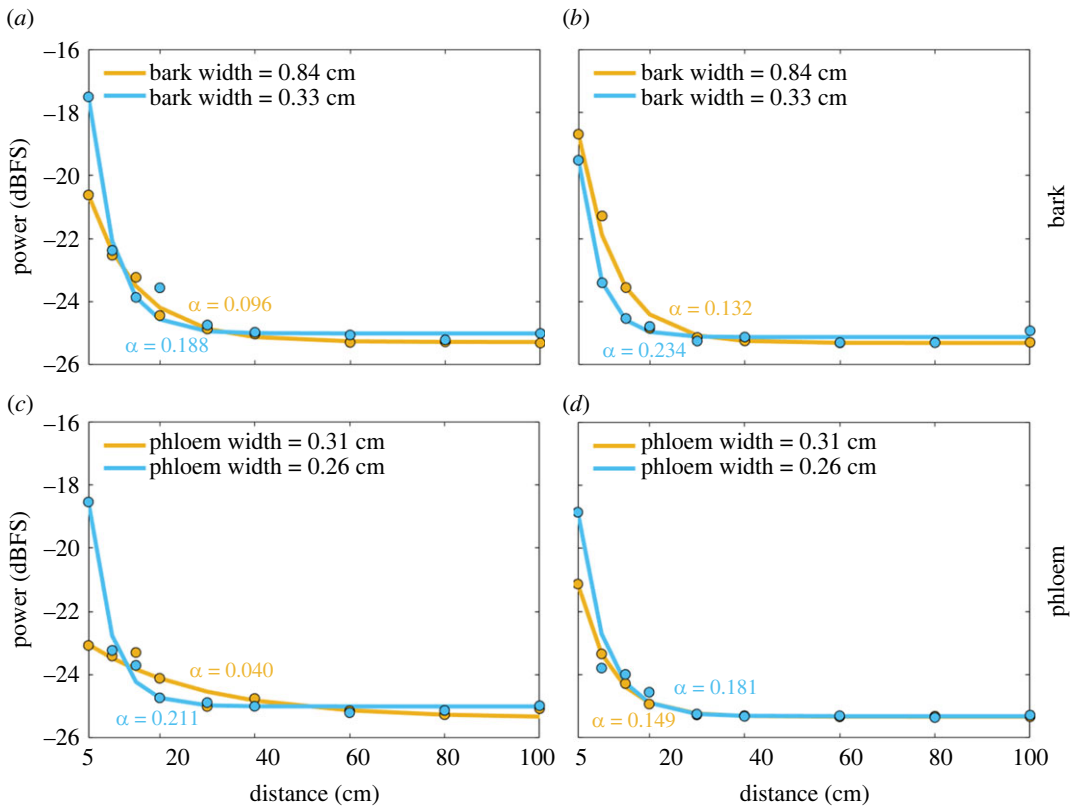 (a)
(b)
−16
−18
−20
−22
−24
−26
power (dBFS)
bark width = 0.84 cm
bark width = 0.33 cm
α = 0.096
α = 0.188
bark width = 0.84 cm
bark width = 0.33 cm
α = 0.132
α = 0.234
bark
(c)
(d)
−16
−18
−20
−22
−24
−26
power (dBFS)
phloem width = 0.31 cm
phloem width = 0.26 cm
α = 0.040
α = 0.211
5 20 40 60 80 100
distance (cm)
phloem width = 0.31 cm
phloem width = 0.26 cm
α = 0.181
α = 0.149
5 20 40 60 80 100
distance (cm)
phloem